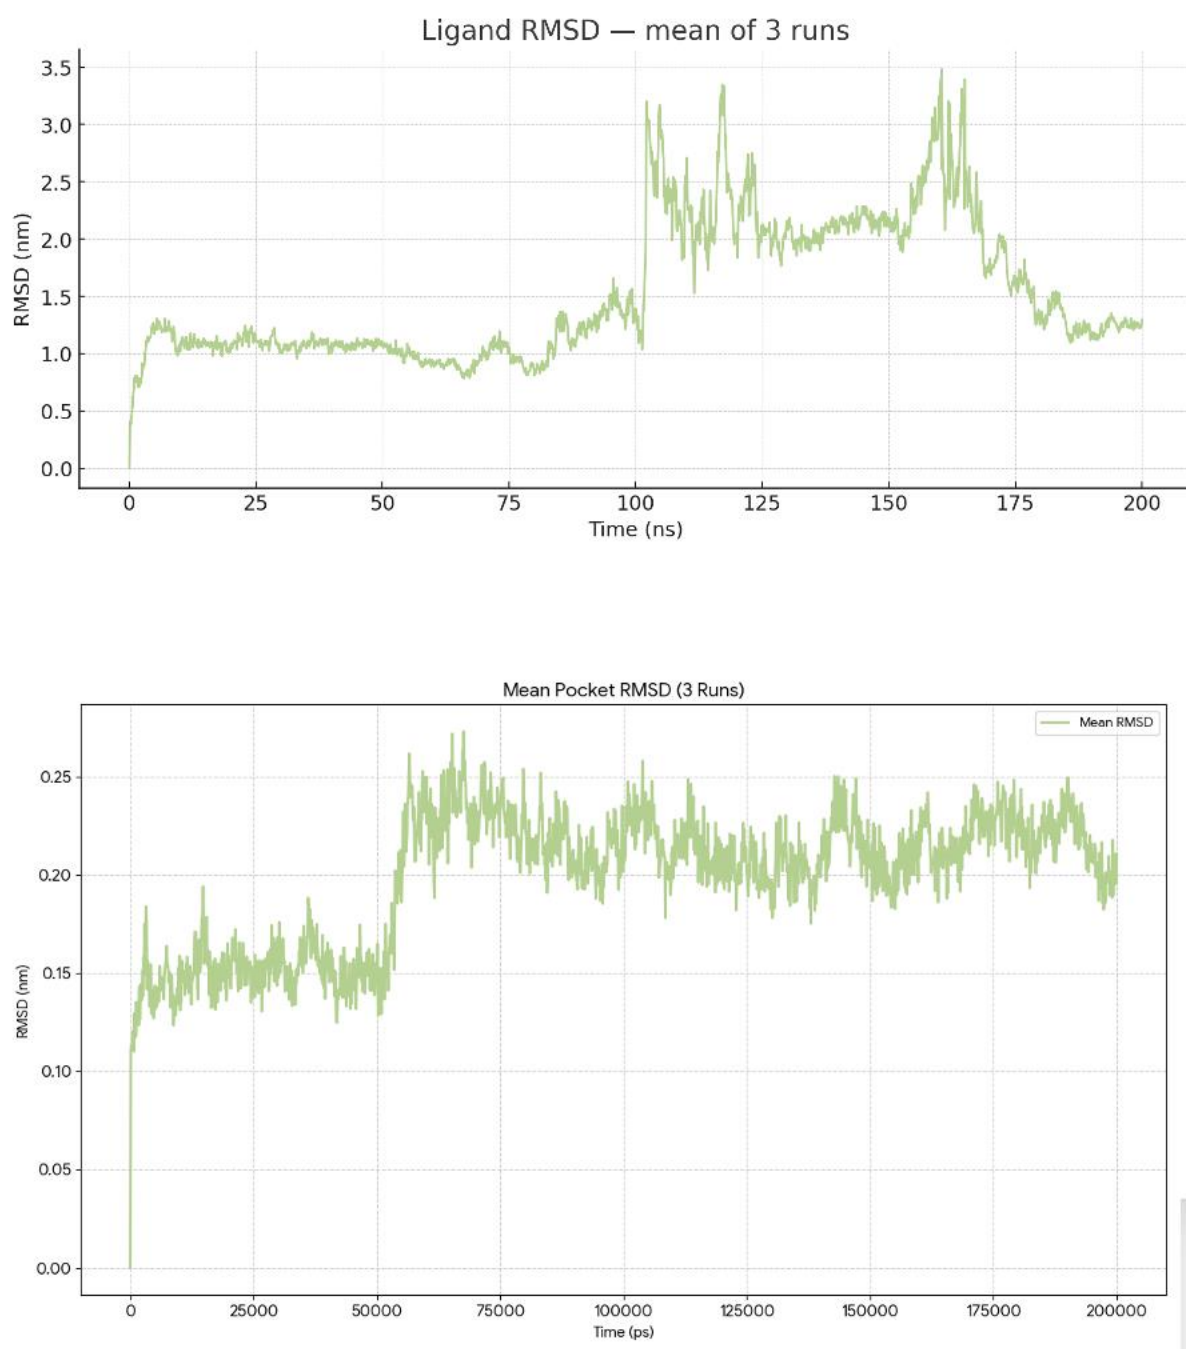 Ligand RMSD — mean of 3 runs
3.5
3.0
2.5
2.0
1.5
1.0
0.5
0.0
RMSD (nm)
0 25 50 75 100 125 150 175 200
Time (ns)
Mean Pocket RMSD (3 Runs)
Mean RMSD
0.25
0.20
0.15
0.10
0.05
0.00
RMSD (nm)
0 25000 50000 75000 100000 125000 150000 175000 200000
Time (ps)